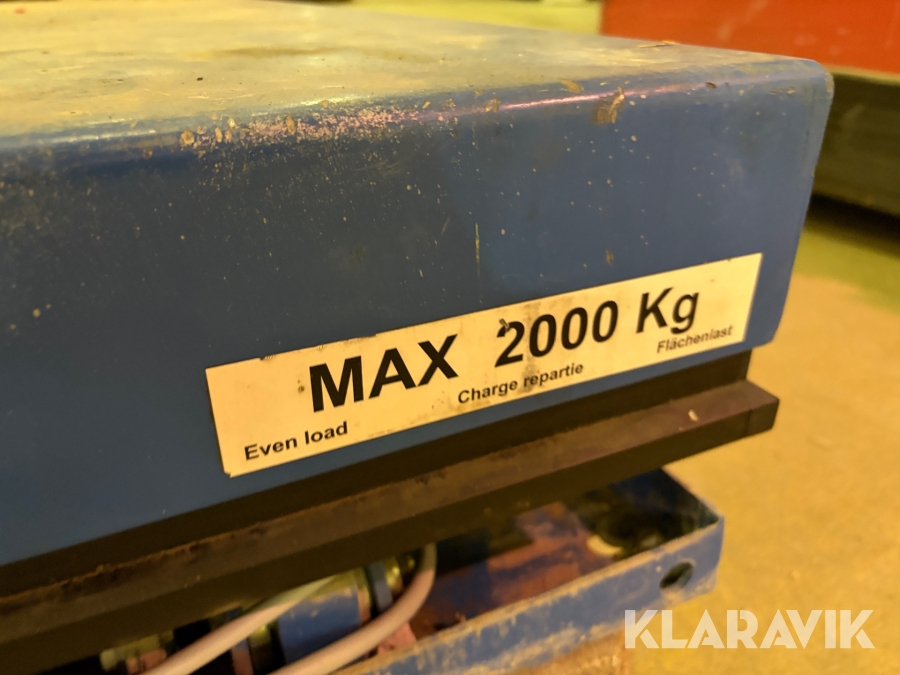 MAX 2000 Kg
Even load Charge repartie Flächenlast
KLARAVIK